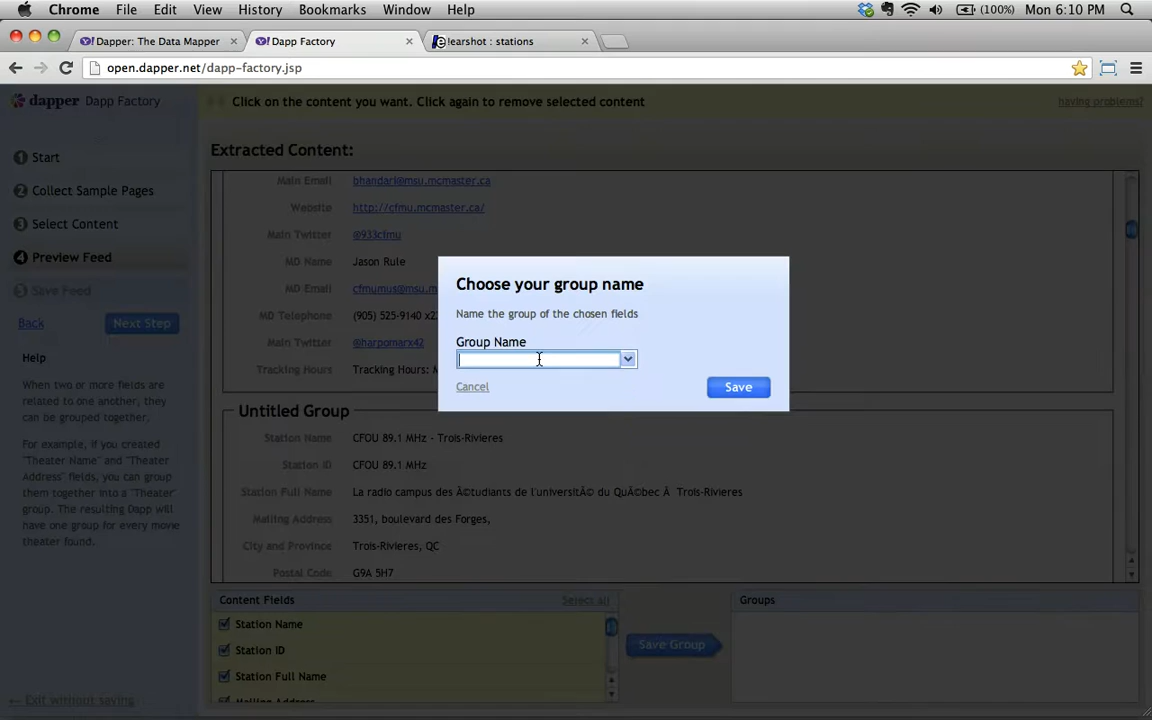 Chrome File Edit View History Bookmarks Window Help (100%) Mon 6:10 PM
Y! Dapper: The Data Mapper × Y! Dapp Factory × !earshot : stations ×
open.dapper.net/dapp-factory.jsp
dapper Dapp Factory
Click on the content you want. Click again to remove selected content
having problems?
1 Start
2 Collect Sample Pages
3 Select Content
4 Preview Feed
5 Save Feed
Back
Next Step
Help
When two or more fields are
related to one another, they
can be grouped together.
For example, if you created
"Theater Name" and "Theater
Address" fields, you can group
them together into a "Theater"
group. The resulting Dapp will
have one group for every movie
theater found.
← Exit without saving
Extracted Content:
Main Email bhandari@msu.mcmaster.ca
Website http://cfmu.mcmaster.ca/
Main Twitter @933cfmu
MD Name Jason Rule
MD Email cfmumus@ms
MD Telephone (905) 525-9140 x2
Main Twitter @harpomarx42
Tracking Hours: Tracking Hours: M
Untitled Group
Station Name CFOU 89.1 MHz - Trois-Rivieres
Station ID CFOU 89.1 MHz
Station Full Name La radio campus des Ã©tudiants de l'universitÃ© du QuÃ©bec Ã Trois-Rivieres
Mailing Address 3351, boulevard des Forges,
City and Province Trois-Rivieres, QC
Postal Code G9A 5H7
Choose your group name
Name the group of the chosen fields
Group Name
Cancel
Save
Content Fields Select all
Station Name
Station ID
Station Full Name
Mailing Address
Save Group
Groups